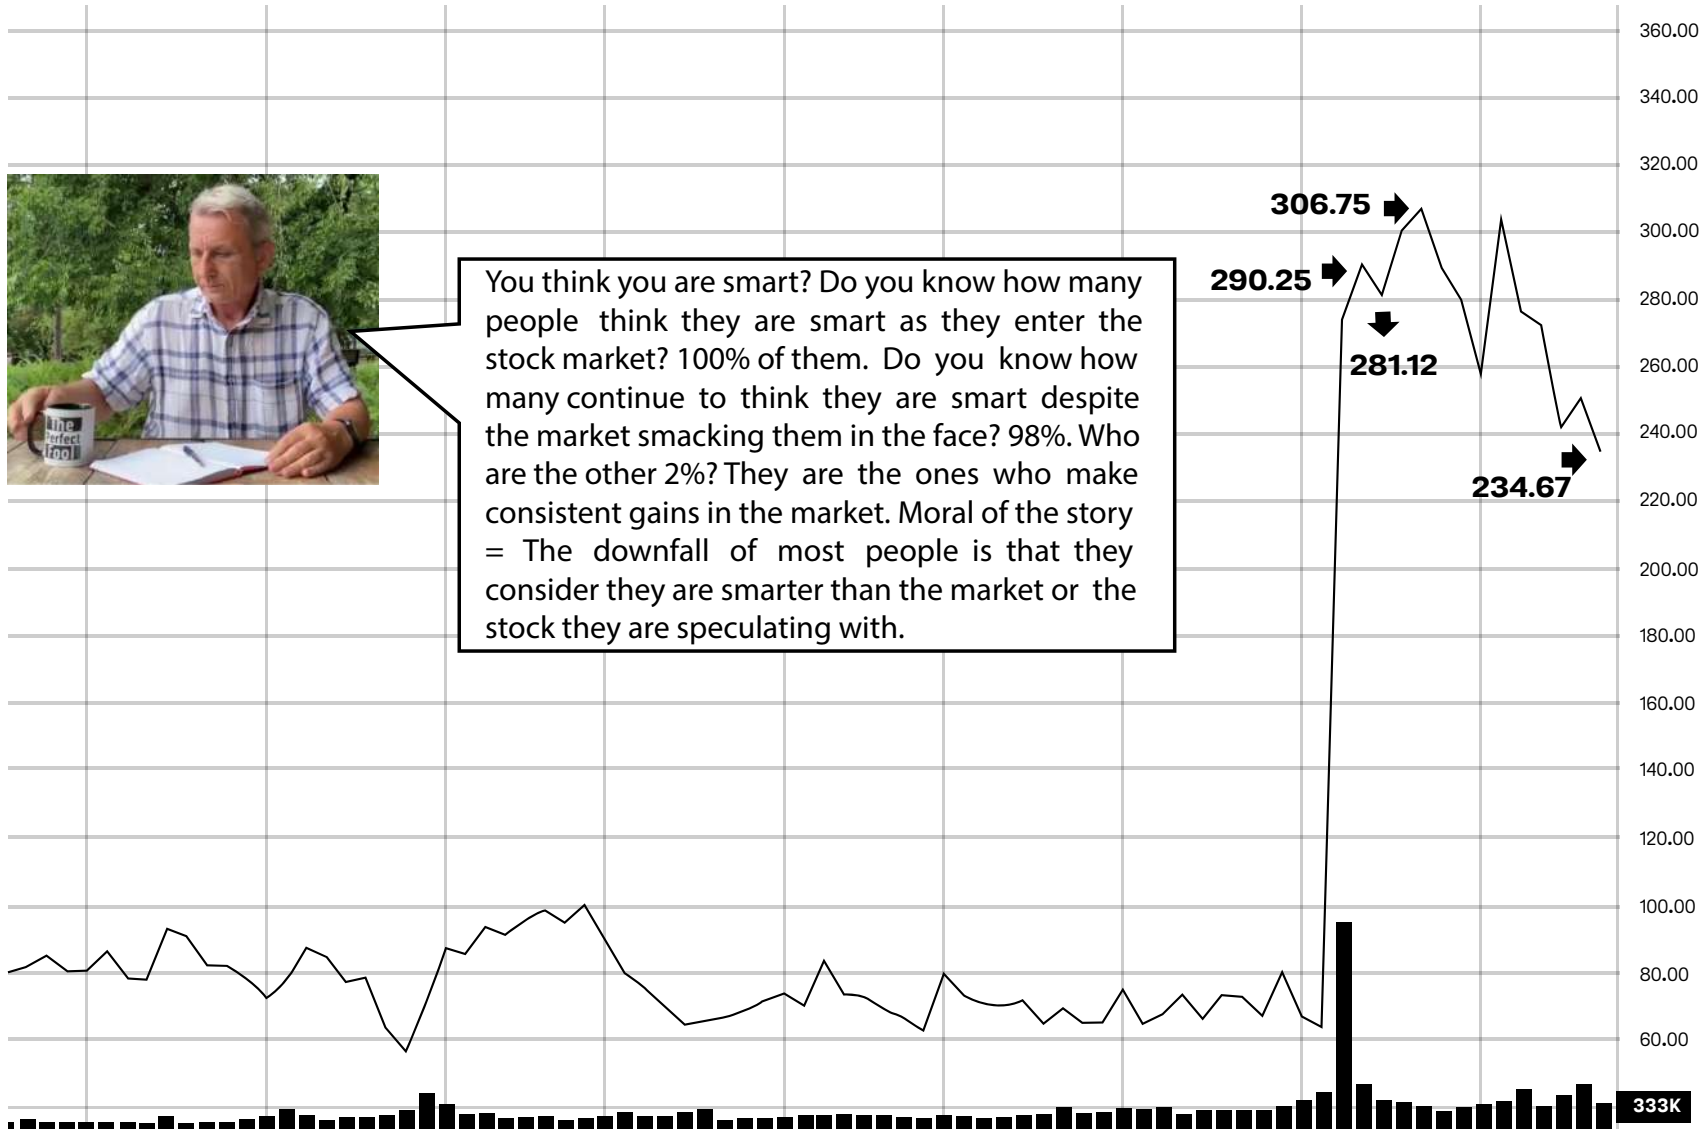 360.00
340.00
320.00
300.00
280.00
260.00
240.00
220.00
200.00
180.00
160.00
140.00
120.00
100.00
80.00
60.00
333K
306.75
290.25
281.12
234.67
The
Perfect
Fool
You think you are smart? Do you know how many
people think they are smart as they enter the
stock market? 100% of them. Do you know how
many continue to think they are smart despite
the market smacking them in the face? 98%. Who
are the other 2%? They are the ones who make
consistent gains in the market. Moral of the story
= The downfall of most people is that they
consider they are smarter than the market or the
stock they are speculating with.